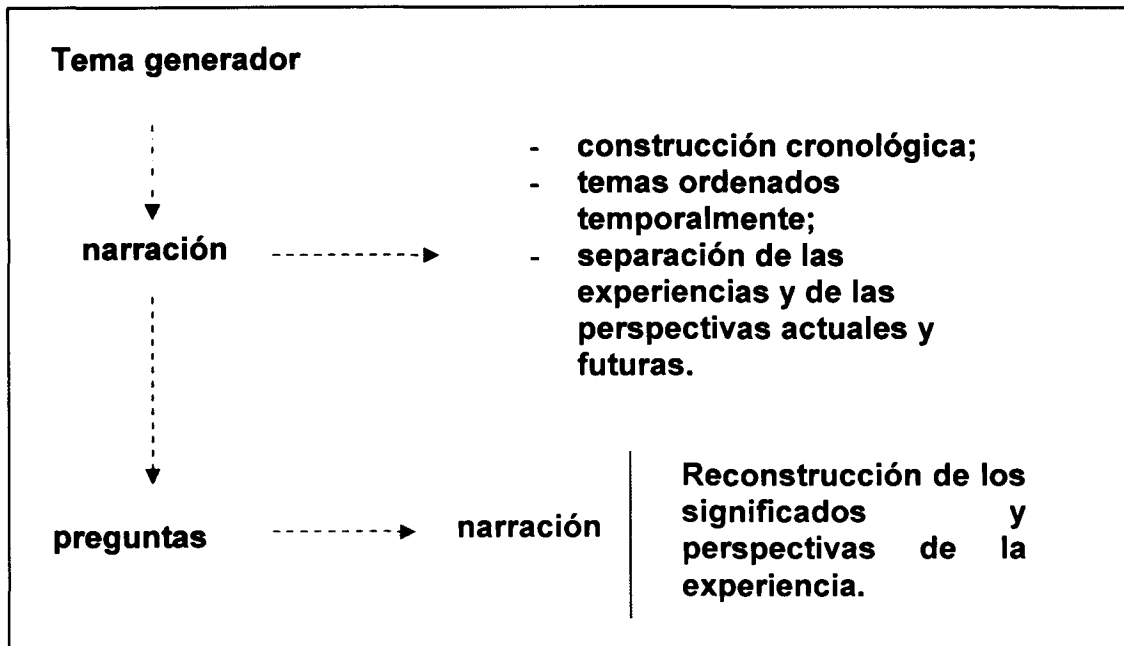 Tema generador
- construcción cronológica;
- temas ordenados
temporalmente;
narración
- separación de las
experiencias y de las
perspectivas actuales y
futuras.
preguntas
narración
Reconstrucción de los
significados y
perspectivas de la
experiencia.